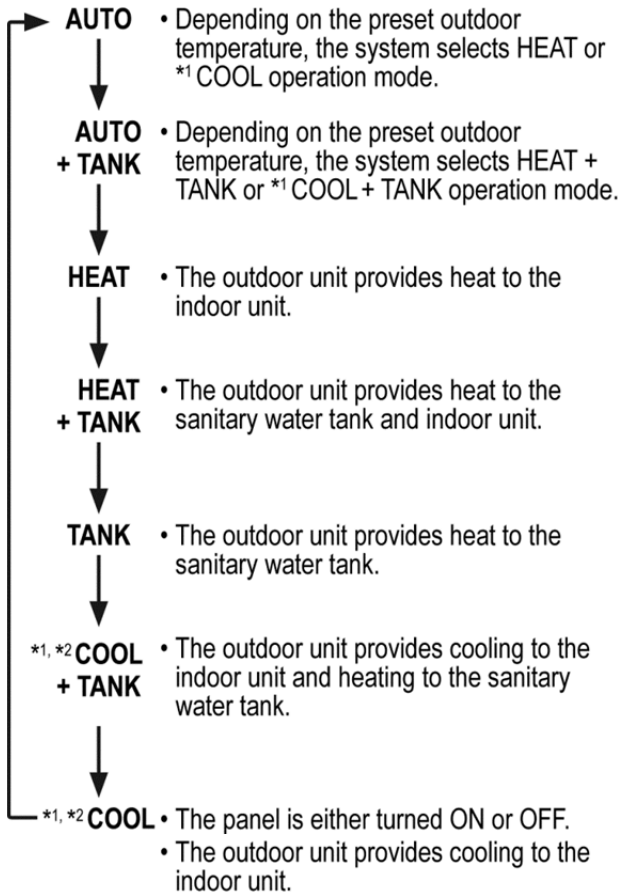 AUTO • Depending on the preset outdoor
temperature, the system selects HEAT or
*1 COOL operation mode.
AUTO • Depending on the preset outdoor
+ TANK temperature, the system selects HEAT +
TANK or *1 COOL + TANK operation mode.
HEAT • The outdoor unit provides heat to the
indoor unit.
HEAT • The outdoor unit provides heat to the
+ TANK sanitary water tank and indoor unit.
TANK • The outdoor unit provides heat to the
sanitary water tank.
*1, *2 COOL • The outdoor unit provides cooling to the
+ TANK indoor unit and heating to the sanitary
water tank.
*1, *2 COOL • The panel is either turned ON or OFF.
• The outdoor unit provides cooling to the
indoor unit.